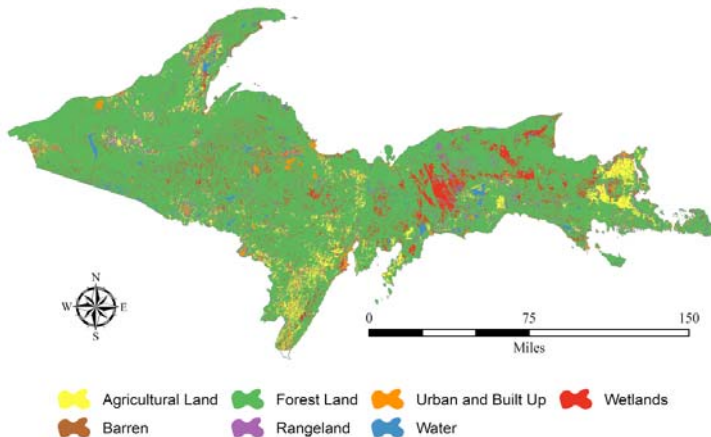 N
W E
S
0 75 150
Miles
Agricultural Land Forest Land Urban and Built Up Wetlands
Barren Rangeland Water